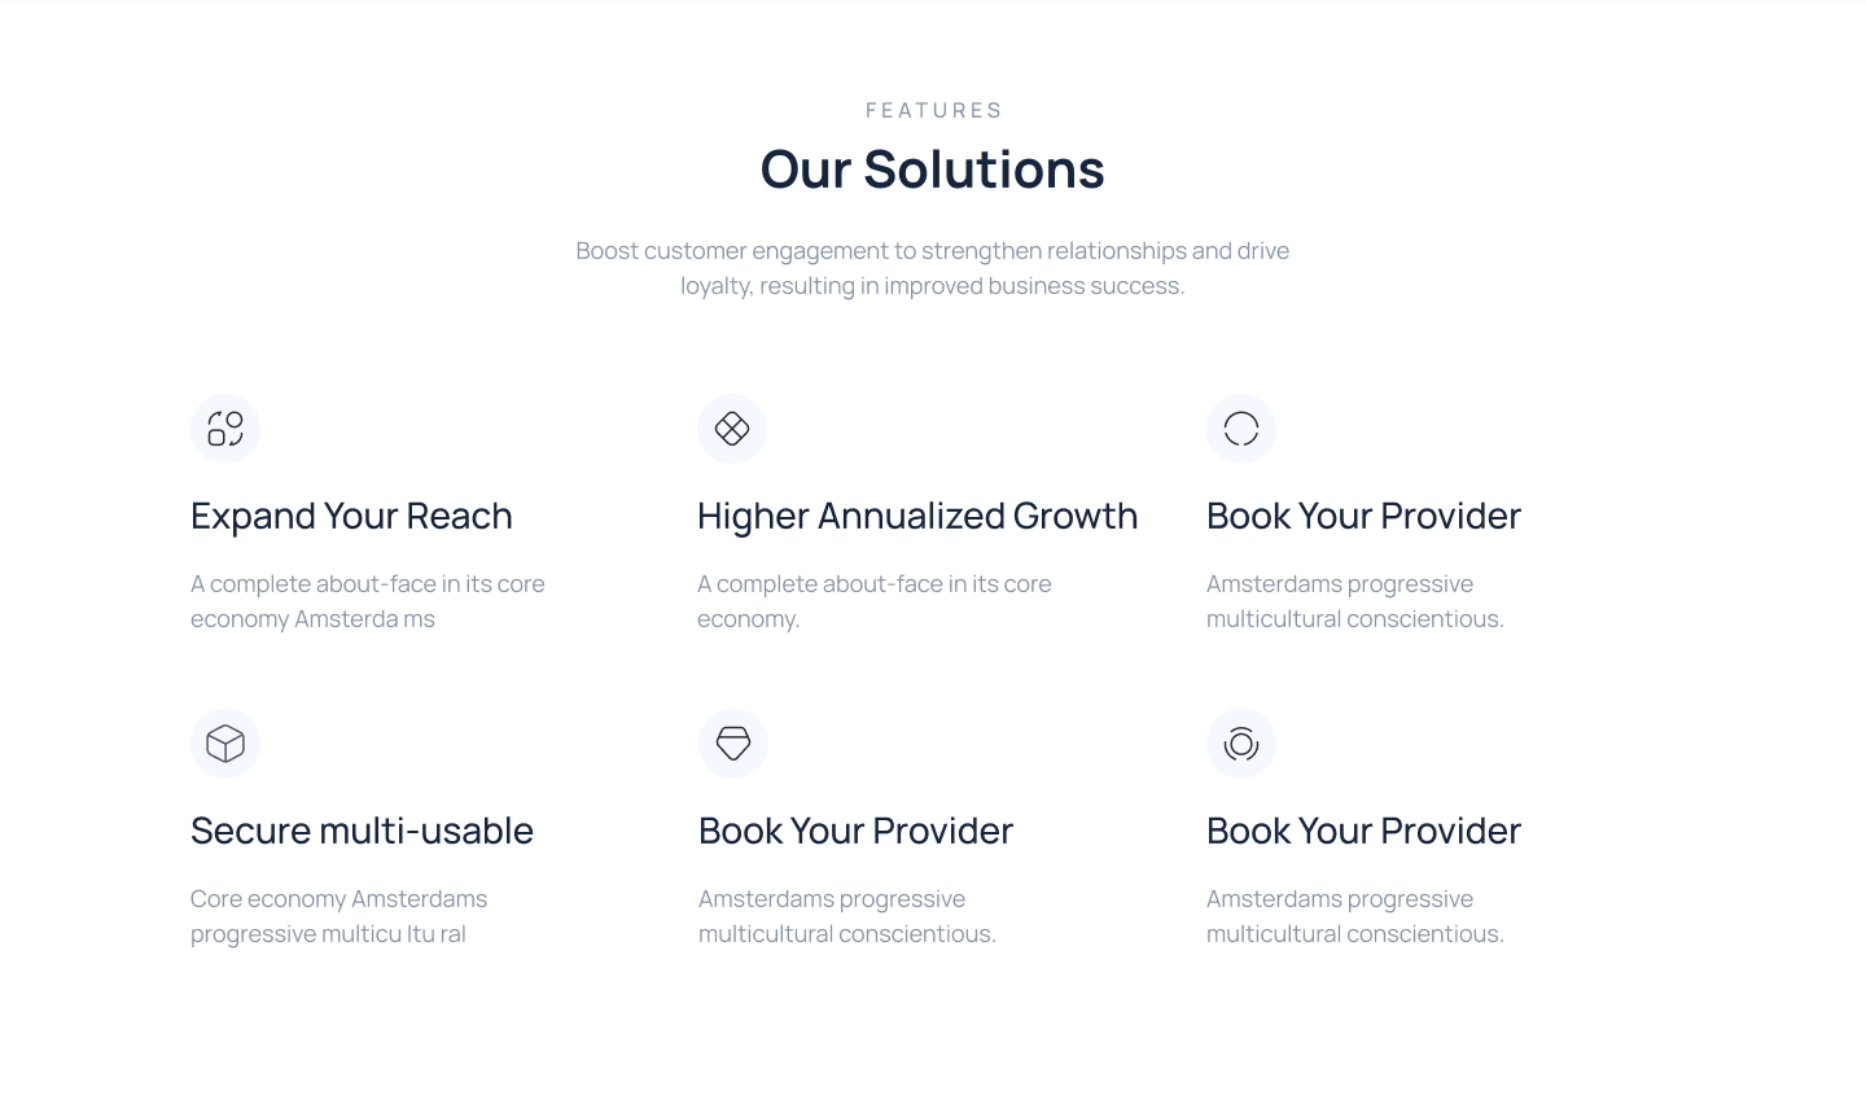 FEATURES
Our Solutions
Boost customer engagement to strengthen relationships and drive
loyalty, resulting in improved business success.
Expand Your Reach
A complete about-face in its core
economy Amsterda ms
Higher Annualized Growth
A complete about-face in its core
economy.
Book Your Provider
Amsterdams progressive
multicultural conscientious.
Secure multi-usable
Core economy Amsterdams
progressive multicu ltu ral
Book Your Provider
Amsterdams progressive
multicultural conscientious.
Book Your Provider
Amsterdams progressive
multicultural conscientious.